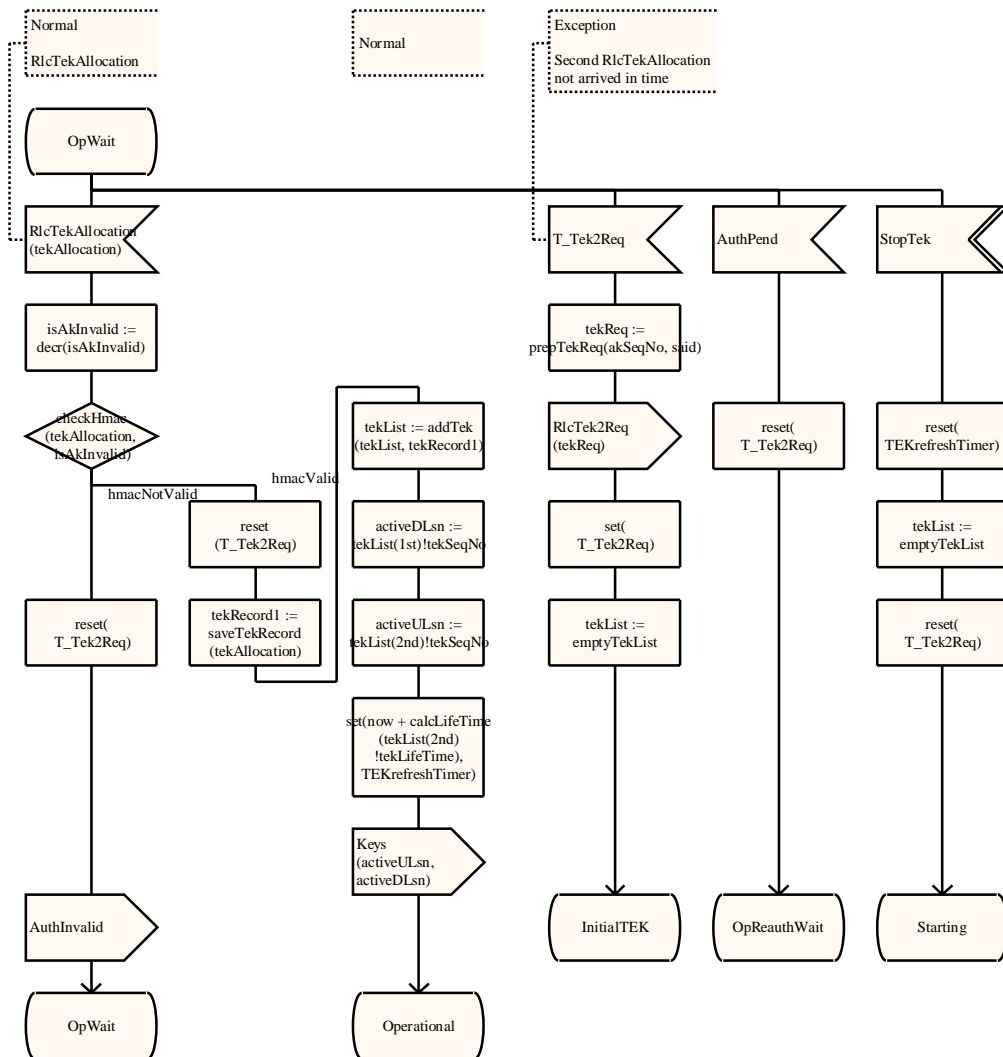 Normal
RlcTekAllocation
Normal
Exception
Second RlcTekAllocation
not arrived in time
OpWait
RlcTekAllocation
(tekAllocation)
T_Tek2Req
AuthPend
StopTek
isAkInvalid :=
decr(isAkInvalid)
tekReq :=
prepTekReq(akSeqNo, said)
checkHmac
(tekAllocation,
isAkInvalid)
tekList := addTek
(tekList, tekRecord1)
RlcTek2Req
(tekReq)
reset(
T_Tek2Req)
reset(
TEKrefreshTimer)
hmacNotValid
hmacValid
reset
(T_Tek2Req)
activeDLsn :=
tekList(1st)!tekSeqNo
set(
T_Tek2Req)
tekList :=
emptyTekList
reset(
T_Tek2Req)
tekRecord1 :=
saveTekRecord
(tekAllocation)
activeULsn :=
tekList(2nd)!tekSeqNo
tekList :=
emptyTekList
reset(
T_Tek2Req)
set(now + calcLifeTime
(tekList(2nd)
!tekLifeTime),
TEKrefreshTimer)
Keys
(activeULsn,
activeDLsn)
AuthInvalid
InitialTEK
OpReauthWait
Starting
OpWait
Operational